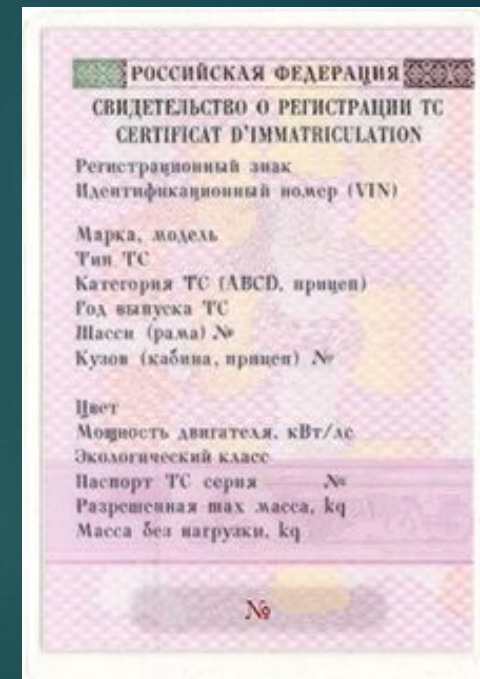 РОССИЙСКАЯ ФЕДЕРАЦИЯ
СВИДЕТЕЛЬСТВО О РЕГИСТРАЦИИ ТС
CERTIFICAT D'IMMATRICULATION
Регистрационный знак
Идентификационный номер (VIN)
Марка, модель
Тип ТС
Категория ТС (ABCD, прицеп)
Год выпуска ТС
Шасси (рама) №
Кузов (кабина, прицеп) №
Цвет
Мощность двигателя, кВт/лс
Экологический класс
Паспорт ТС серия №
Разрешенная max масса, kq
Масса без нагрузки, kq
№